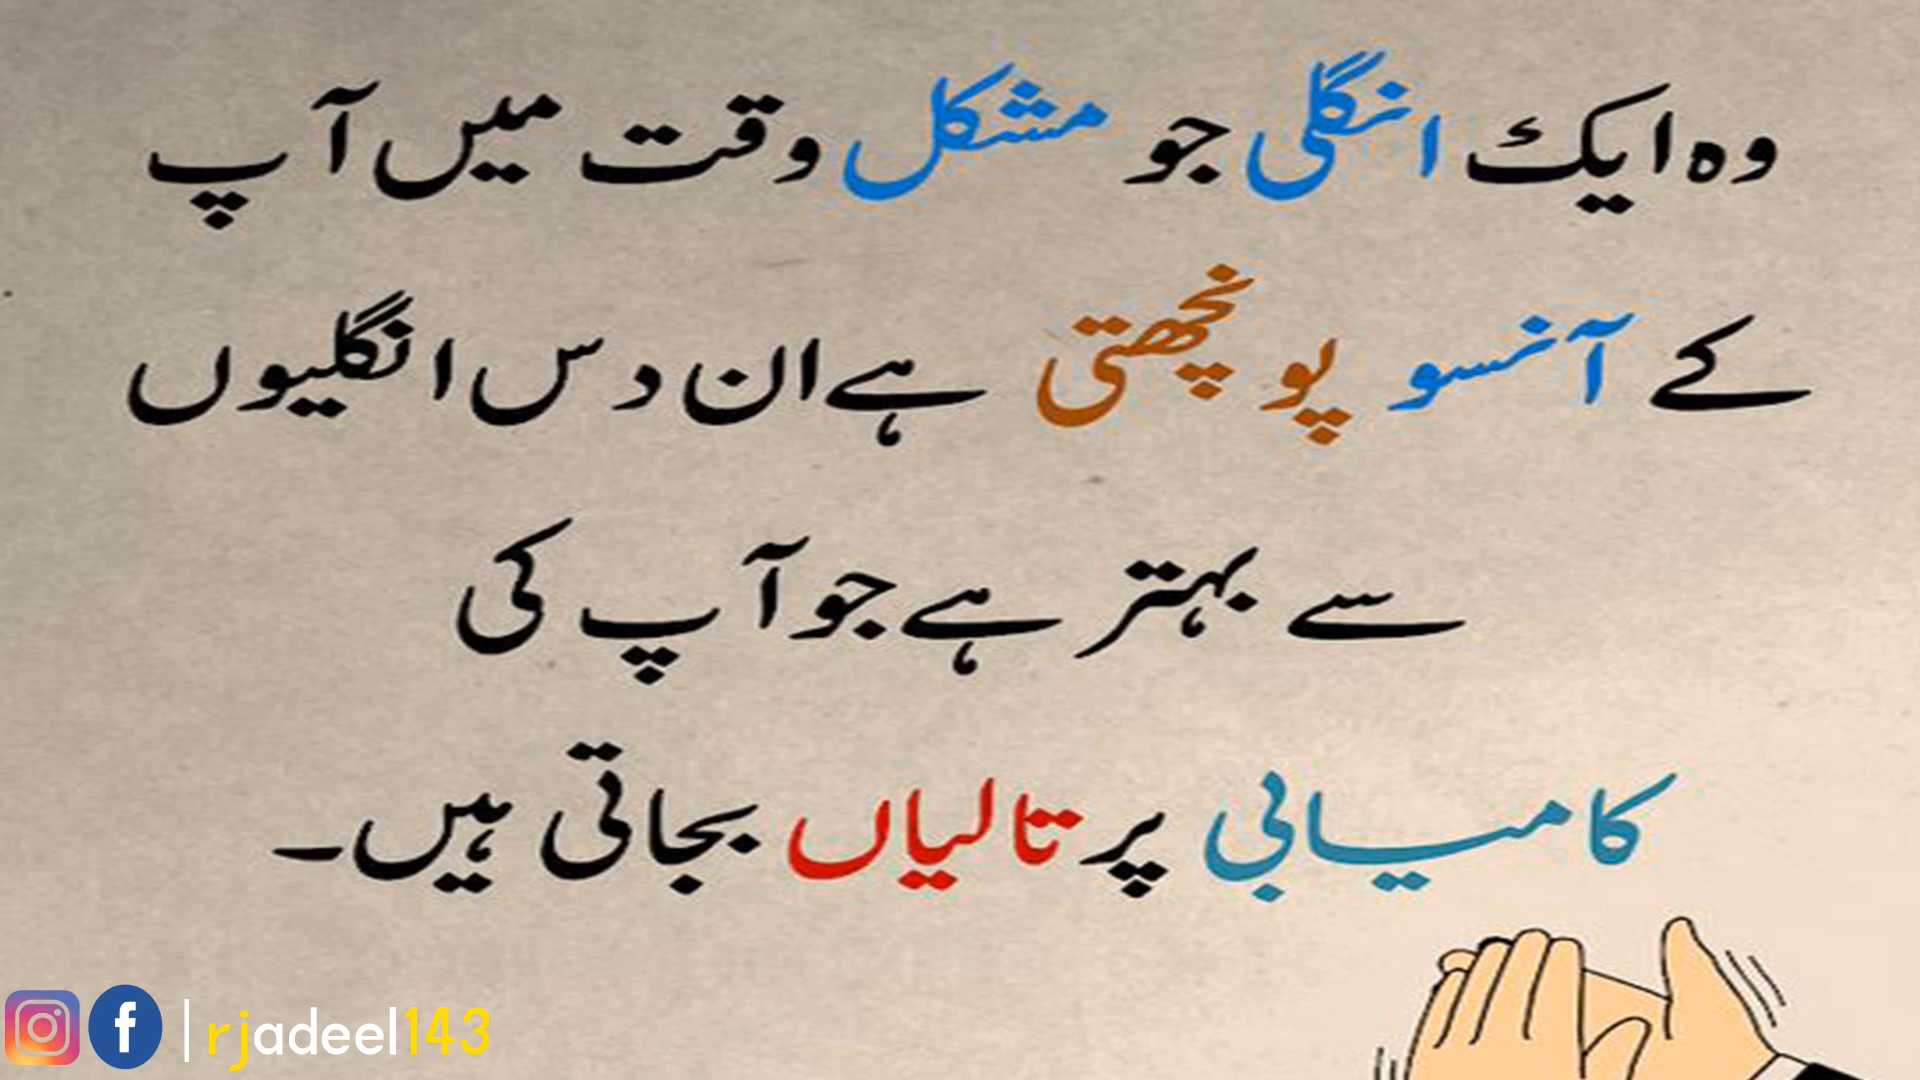 وہ ایک انگلی جو مشکل وقت میں آپ
کے آنسو پونچھتی ہے ان دس انگلیوں
سے بہتر ہے جو آپ کی
کامیابی پر تالیاں بجاتی ہیں۔
rjadeel143